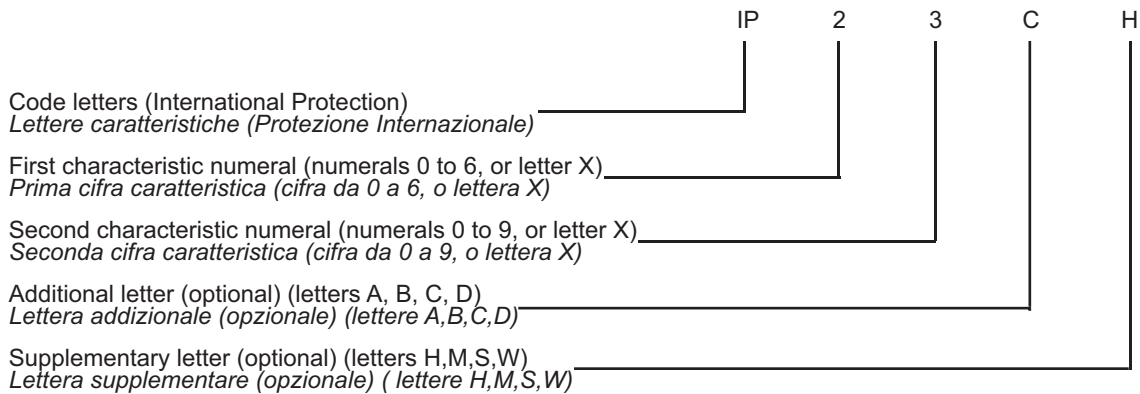 IP 2 3 C H
Code letters (International Protection)
Lettere caratteristiche (Protezione Internazionale)
First characteristic numeral (numerals 0 to 6, or letter X)
Prima cifra caratteristica (cifra da 0 a 6, o lettera X)
Second characteristic numeral (numerals 0 to 9, or letter X)
Seconda cifra caratteristica (cifra da 0 a 9, o lettera X)
Additional letter (optional) (letters A, B, C, D)
Lettera addizionale (opzionale) (lettere A,B,C,D)
Supplementary letter (optional) (letters H,M,S,W)
Lettera supplementare (opzionale) ( lettere H,M,S,W)